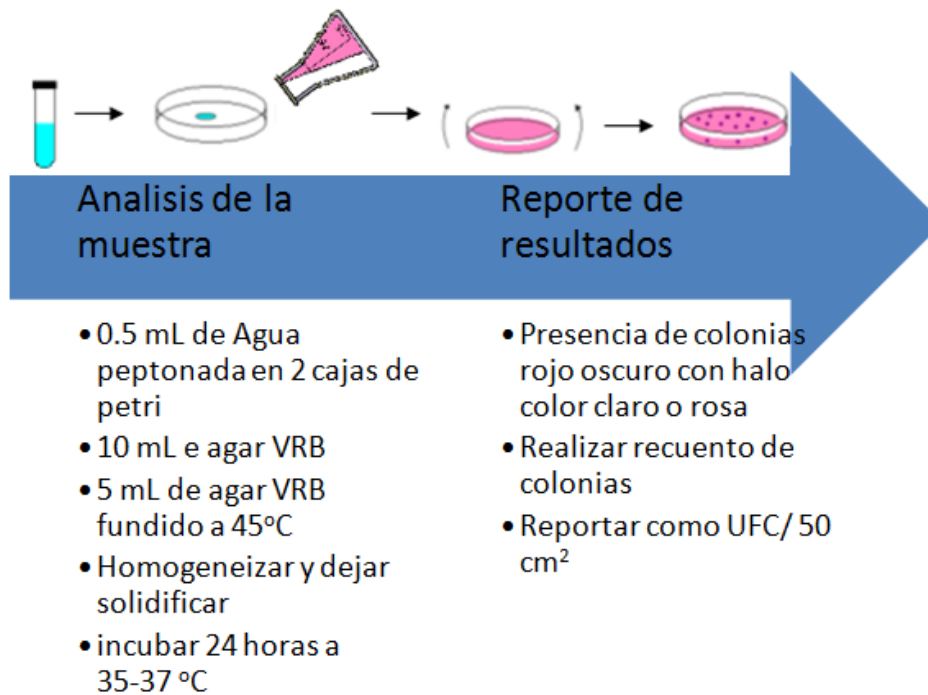 Analisis de la
muestra
• 0.5 mL de Agua
peptonada en 2 cajas de
petri
• 10 mL e agar VRB
• 5 mL de agar VRB
fundido a 45ºC
• Homogeneizar y dejar
solidificar
• incubar 24 horas a
35-37 ºC
Reporte de
resultados
• Presencia de colonias
rojo oscuro con halo
color claro o rosa
• Realizar recuento de
colonias
• Reportar como UFC/ 50
cm²